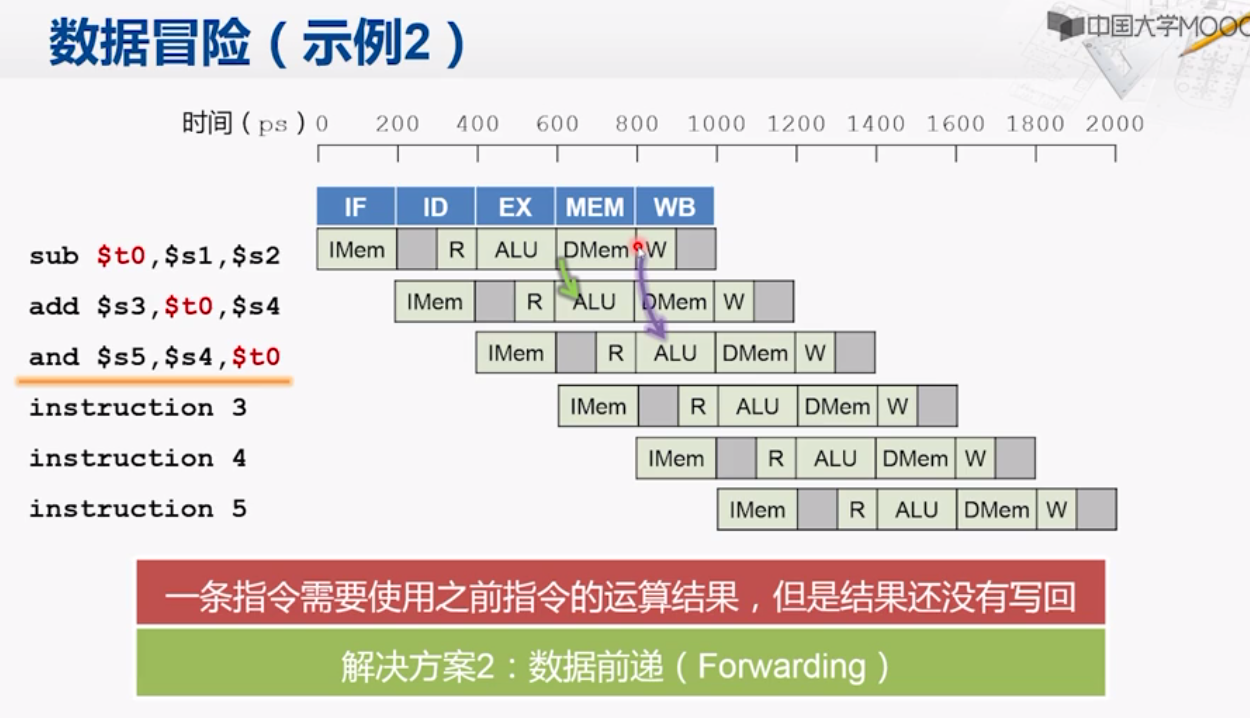 数据冒险（示例2）
中国大学MOOC
时间（ps） 0 200 400 600 800 1000 1200 1400 1600 1800 2000
IF ID EX MEM WB
sub $t0,$s1,$s2 IMem R ALU DMem W
add $s3,$t0,$s4 IMem R ALU DMem W
and $s5,$s4,$t0 IMem R ALU DMem W
instruction 3 IMem R ALU DMem W
instruction 4 IMem R ALU DMem W
instruction 5 IMem R ALU DMem W
一条指令需要使用之前指令的运算结果，但是结果还没有写回
解决方案2：数据前递（Forwarding）